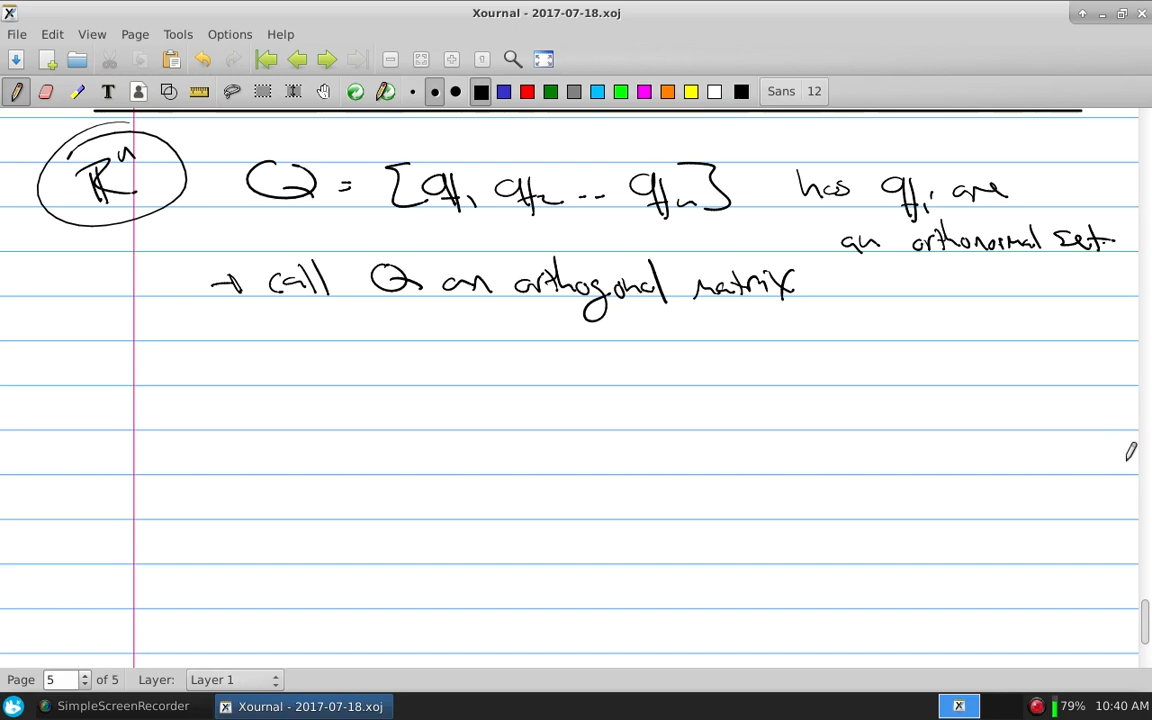 Xournal - 2017-07-18.xoj
File Edit View Page Tools Options Help
T Sans 12
ℝⁿ Q = [q₁ q₂ .. qₙ] has qᵢ are
an orthonormal set.
→ call Q an orthogonal matrix
Page 5 of 5 Layer: Layer 1
SimpleScreenRecorder Xournal - 2017-07-18.xoj 79% 10:40 AM